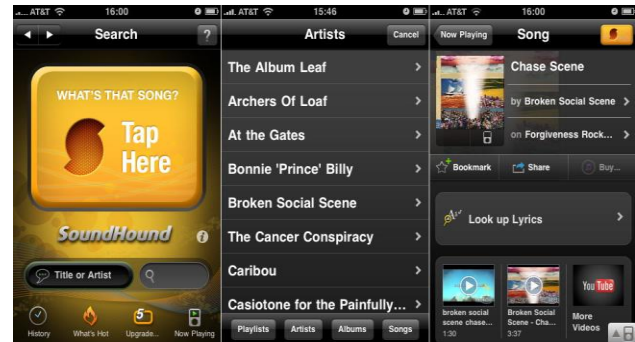 AT&T 16:00
Search ?
WHAT'S THAT SONG?
Tap
Here
SoundHound
Title or Artist
5
History What's Hot Upgrade... Now Playing
AT&T 15:46
Artists Cancel
The Album Leaf
Archers Of Loaf
At the Gates
Bonnie 'Prince' Billy
Broken Social Scene
The Cancer Conspiracy
Caribou
Casiotone for the Painfully...
Playlists Artists Albums Songs
AT&T 16:00
Now Playing Song
Chase Scene
by Broken Social Scene
on Forgiveness Rock...
Bookmark Share Buy...
Look up Lyrics
You Tube
broken social
scene chase...
1:30
Broken Social
Scene - Cha...
3:37
More
Videos